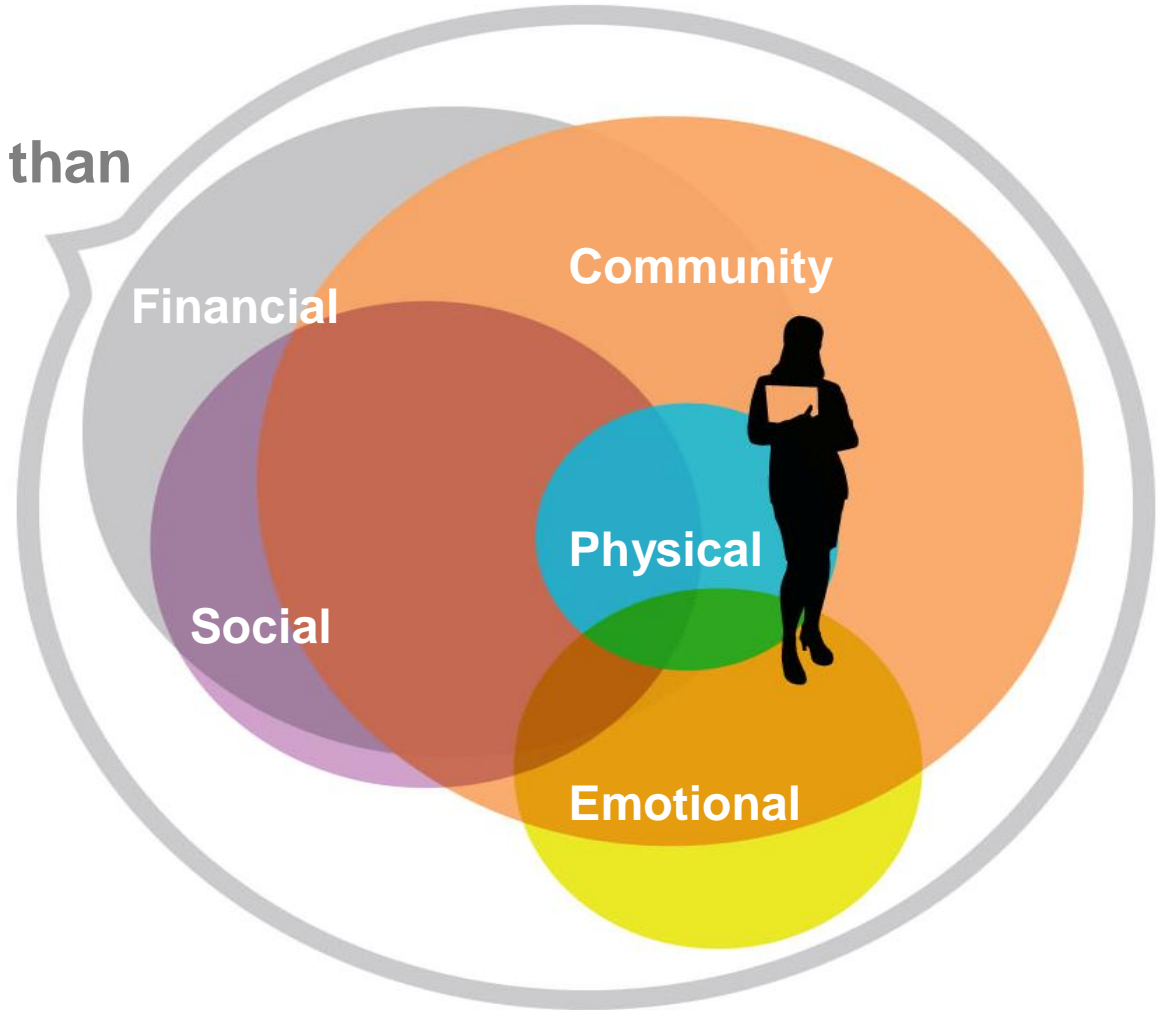 than
Community
Financial
Physical
Social
Emotional